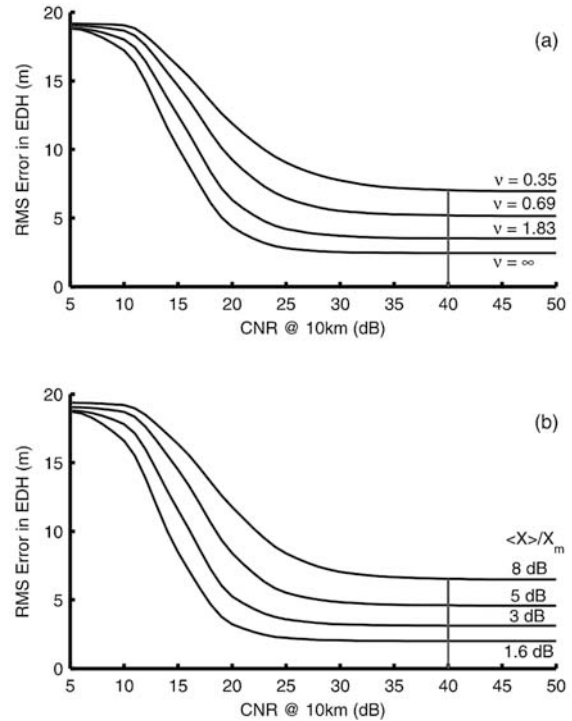 20
(a)
15
RMS Error in EDH (m)
10
ν = 0.35
ν = 0.69
5
ν = 1.83
ν = ∞
0
5 10 15 20 25 30 35 40 45 50
CNR @ 10km (dB)
20
(b)
15
RMS Error in EDH (m)
10
<X>/Xm
8 dB
5
5 dB
3 dB
1.6 dB
0
5 10 15 20 25 30 35 40 45 50
CNR @ 10km (dB)